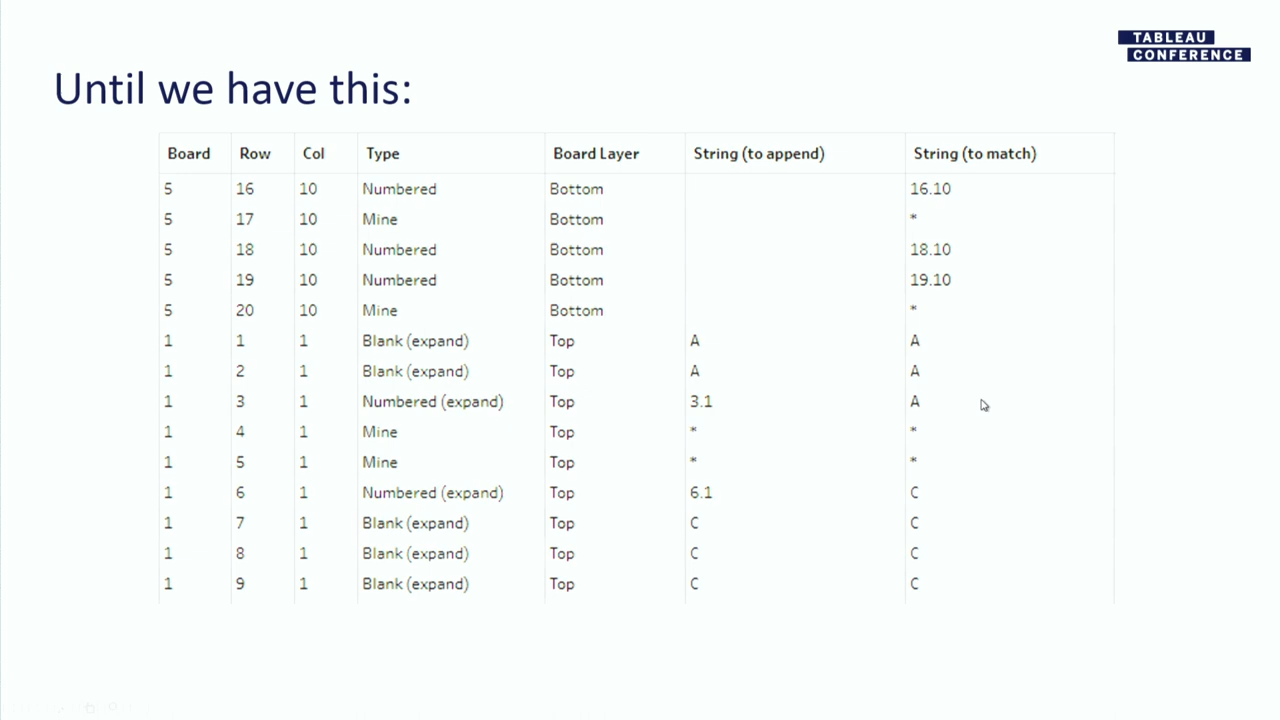 TABLEAU
CONFERENCE
Until we have this:
Board Row Col Type Board Layer String (to append) String (to match)
5 16 10 Numbered Bottom 16.10
5 17 10 Mine Bottom *
5 18 10 Numbered Bottom 18.10
5 19 10 Numbered Bottom 19.10
5 20 10 Mine Bottom *
1 1 1 Blank (expand) Top A A
1 2 1 Blank (expand) Top A A
1 3 1 Numbered (expand) Top 3.1 A
1 4 1 Mine Top * *
1 5 1 Mine Top * *
1 6 1 Numbered (expand) Top 6.1 C
1 7 1 Blank (expand) Top C C
1 8 1 Blank (expand) Top C C
1 9 1 Blank (expand) Top C C